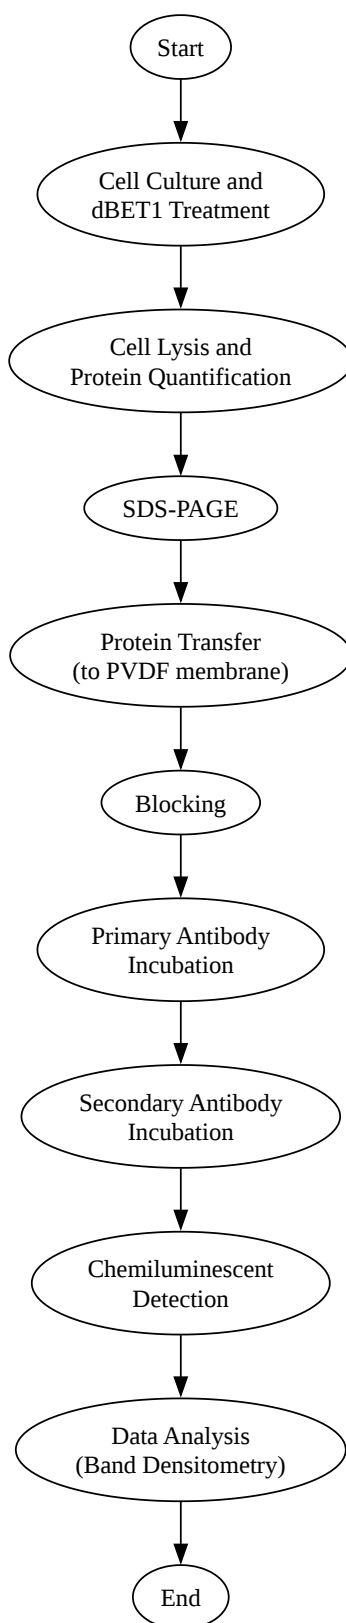 Start
Cell Culture and
dBET1 Treatment
Cell Lysis and
Protein Quantification
SDS-PAGE
Protein Transfer
(to PVDF membrane)
Blocking
Primary Antibody
Incubation
Secondary Antibody
Incubation
Chemiluminescent
Detection
Data Analysis
(Band Densitometry)
End